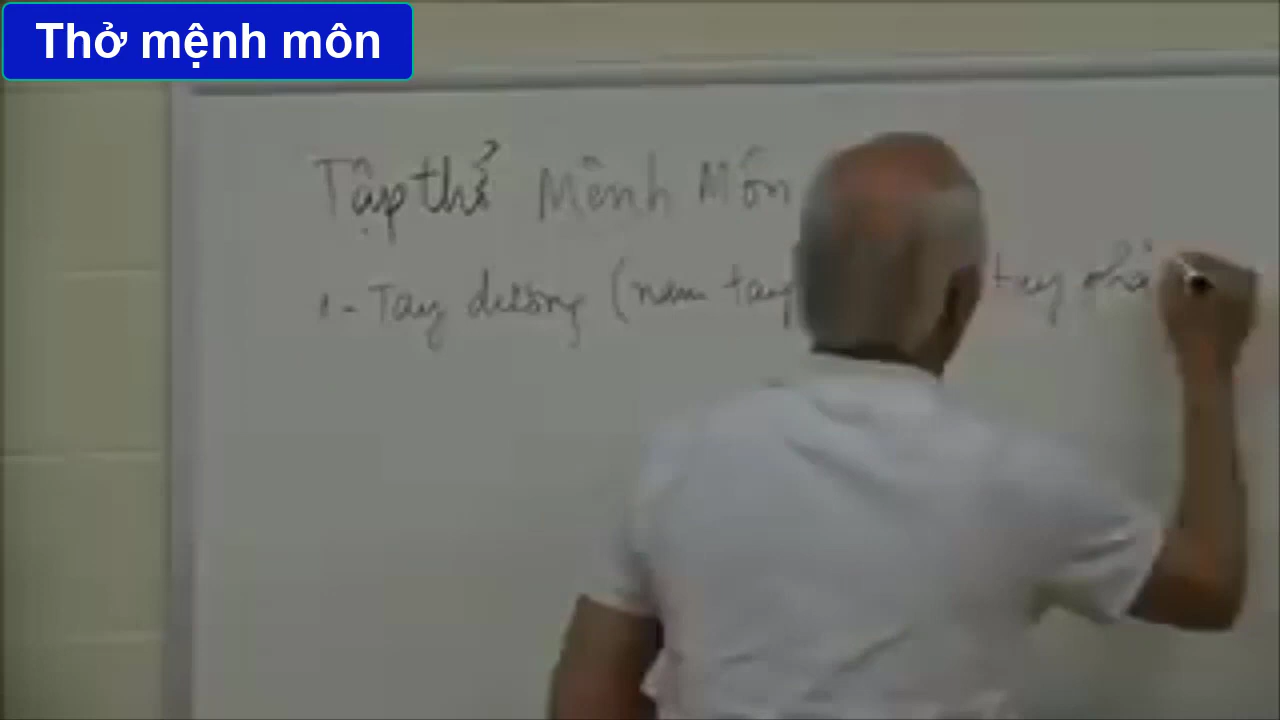 Thở mệnh môn
Tập thở Mệnh Môn
1- Tay dương (nam tay tay phả